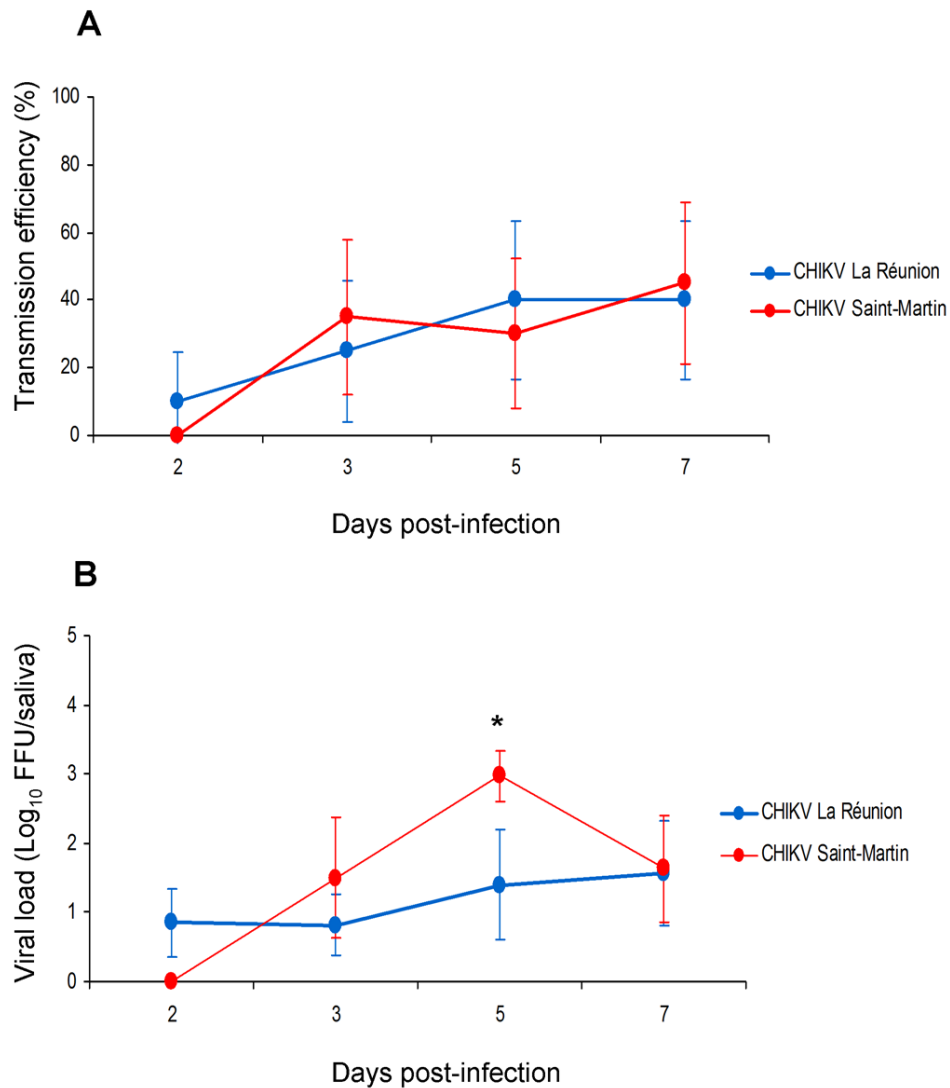 A
Transmission efficiency (%)
100
80
60
40
20
0
2 3 5 7
Days post-infection
CHIKV La Réunion
CHIKV Saint-Martin
B
Viral load (Log₁₀ FFU/saliva)
5
4
3
2
1
0
*
2 3 5 7
Days post-infection
CHIKV La Réunion
CHIKV Saint-Martin